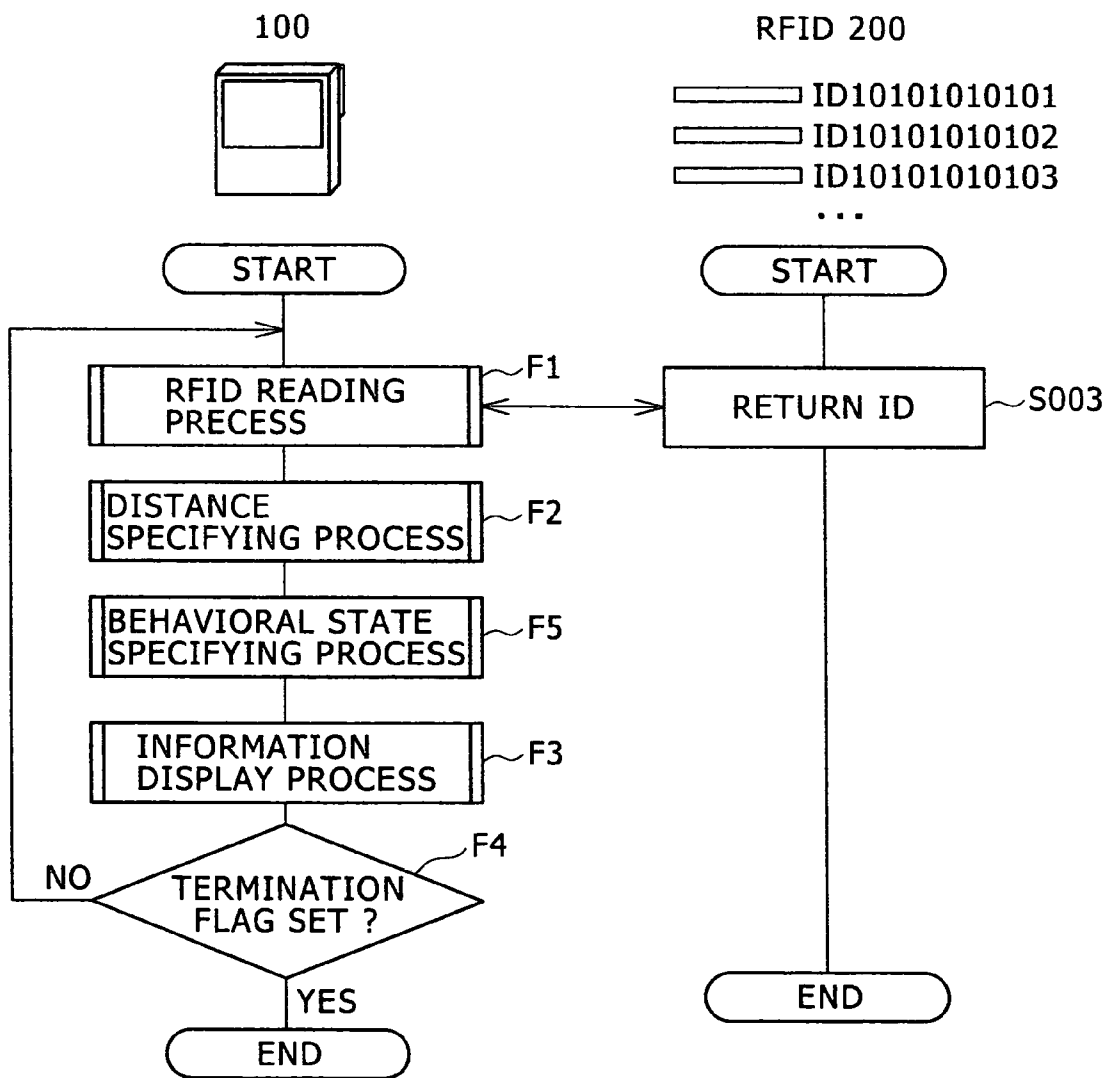 100
RFID 200
ID10101010101
ID10101010102
ID10101010103
...
START
START
RFID READING
PRECESS
F1
RETURN ID
S003
DISTANCE
SPECIFYING PROCESS
F2
BEHAVIORAL STATE
SPECIFYING PROCESS
F5
INFORMATION
DISPLAY PROCESS
F3
F4
NO
TERMINATION
FLAG SET ?
YES
END
END